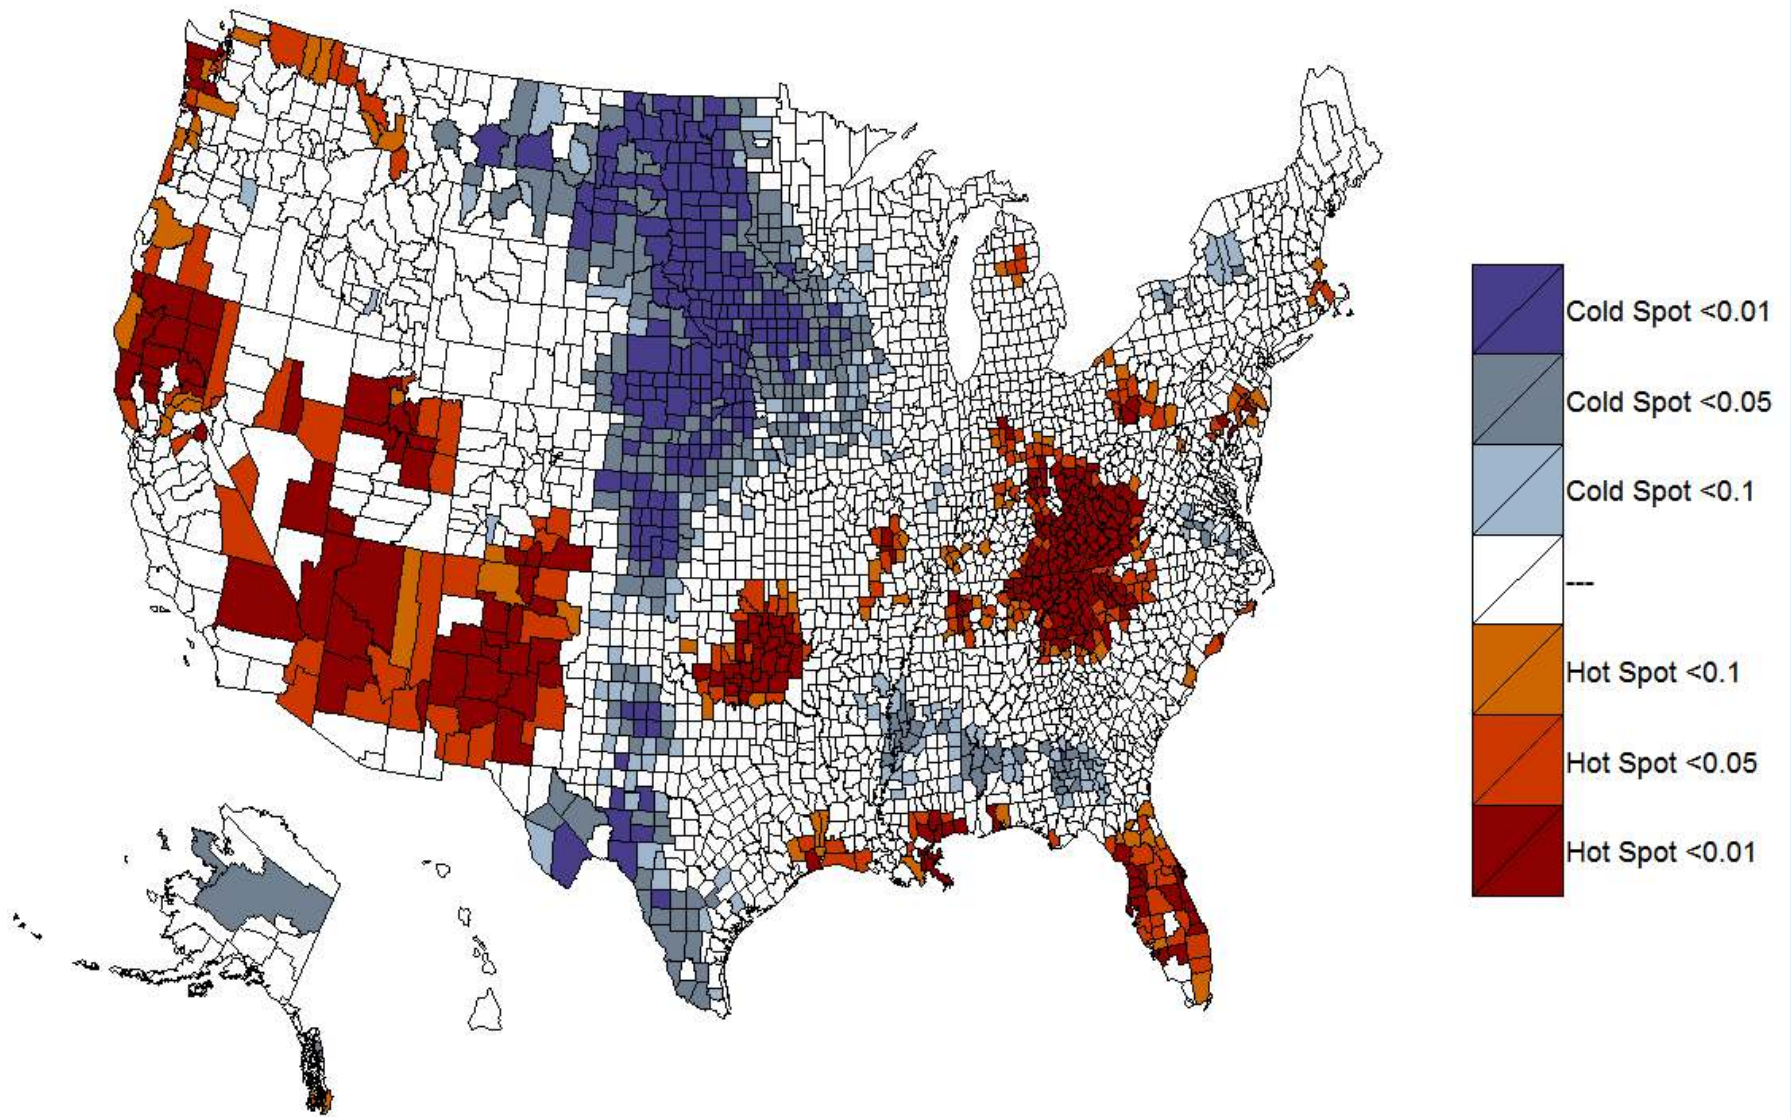 Cold Spot <0.01
Cold Spot <0.05
Cold Spot <0.1
---
Hot Spot <0.1
Hot Spot <0.05
Hot Spot <0.01